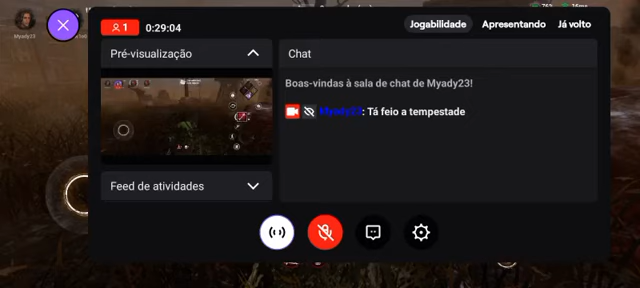 1
0:29:04
Jogabilidade
Apresentando
Já volto
Pré-visualização
Chat
Boas-vindas à sala de chat de Myady23!
Myady23: Tá feio a tempestade
Feed de atividades
Myady23